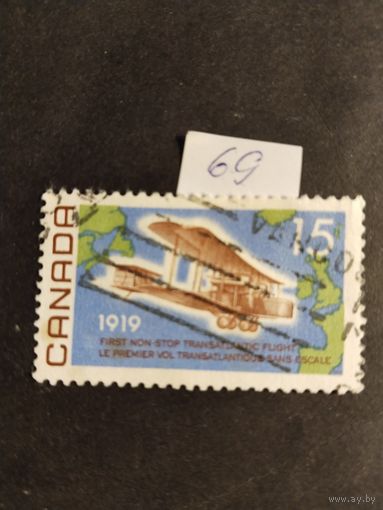 69
CANADA
15
1919
FIRST NON-STOP TRANSATLANTIC FLIGHT
LE PREMIER VOL TRANSATLANTIQUE SANS ESCALE
www.ay.by